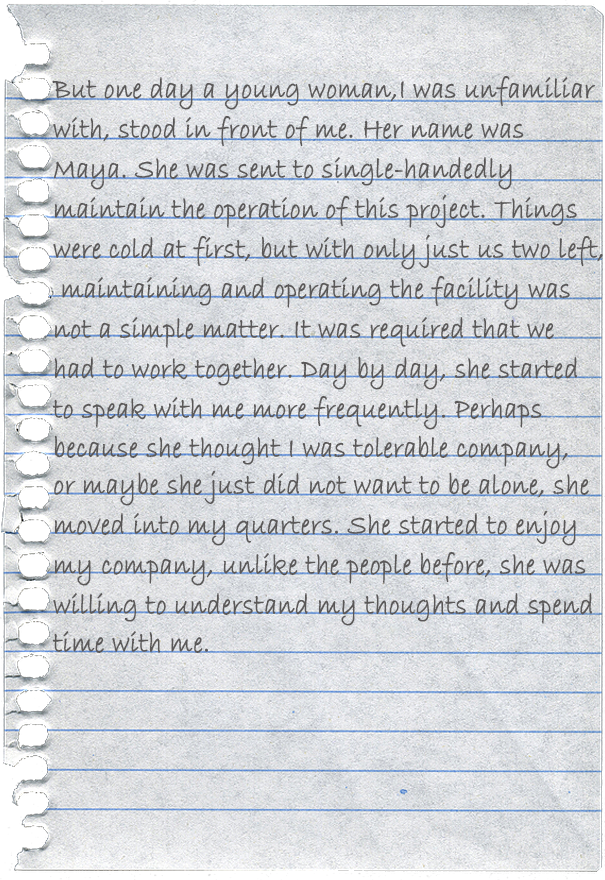 But one day a young woman,I was unfamiliar
with, stood in front of me. Her name was
Maya. She was sent to single-handedly
maintain the operation of this project. Things
were cold at first, but with only just us two left,
maintaining and operating the facility was
not a simple matter. It was required that we
had to work together. Day by day, she started
to speak with me more frequently. Perhaps
because she thought I was tolerable company,
or maybe she just did not want to be alone, she
moved into my quarters. She started to enjoy
my company, unlike the people before, she was
willing to understand my thoughts and spend
time with me.